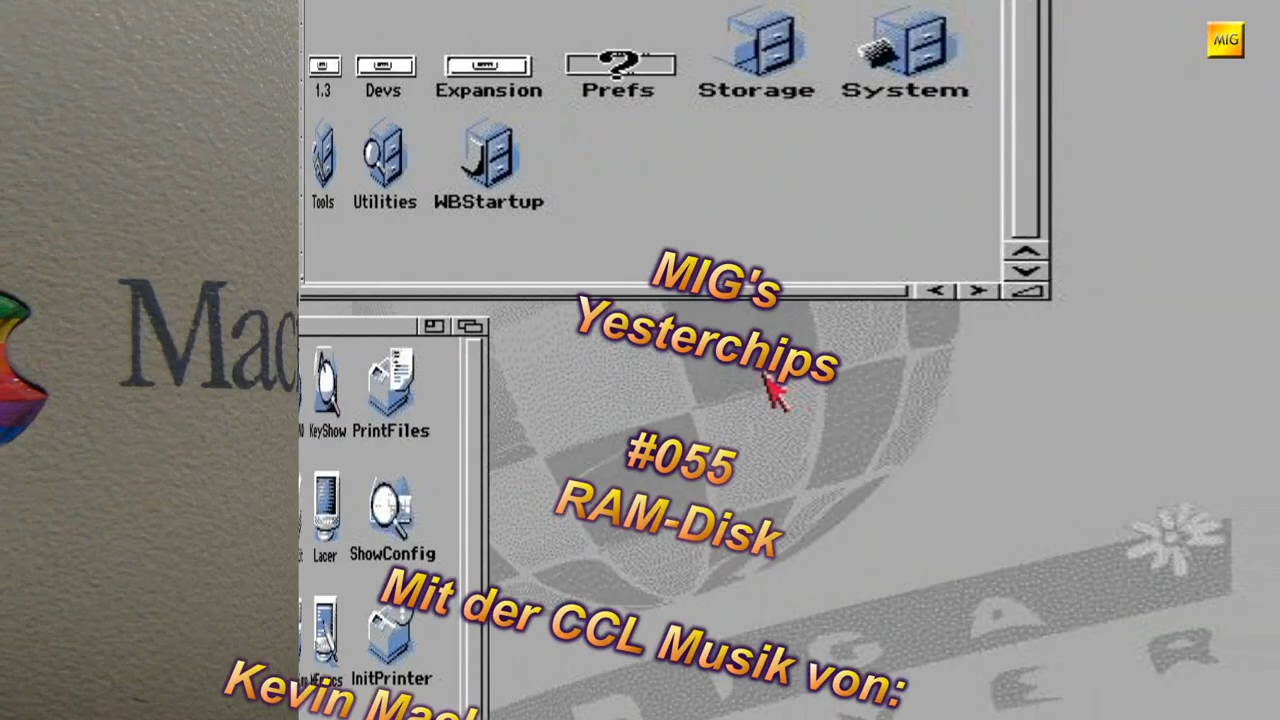 MIG
1.3 Devs Expansion Prefs Storage System
Tools Utilities WBStartup
Mac
MIG's
Yesterchips
#055
RAM-Disk
Mit der CCL Musik von:
Kevin
KeyShow PrintFiles
Lacer ShowConfig
InitPrinter